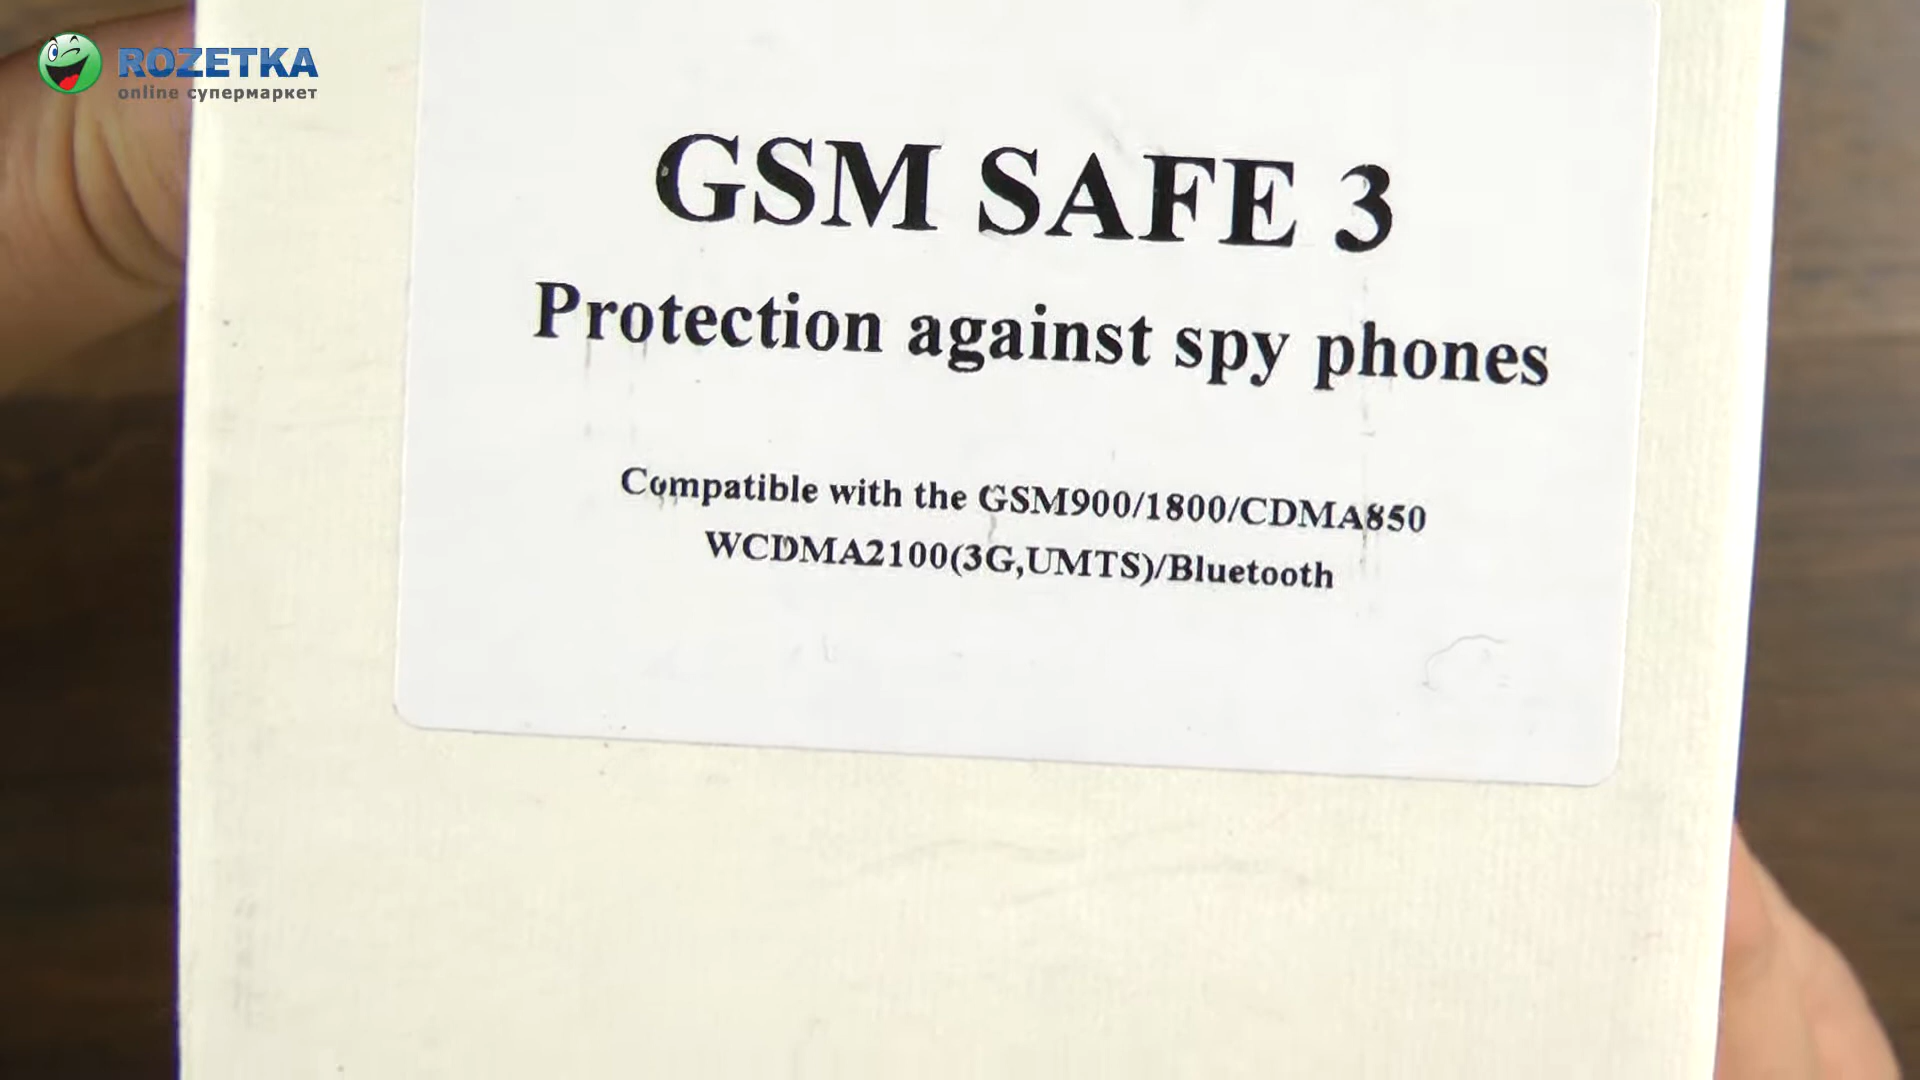 ROZETKA
online супермаркет
GSM SAFE 3
Protection against spy phones
Compatible with the GSM900/1800/CDMA850
WCDMA2100(3G,UMTS)/Bluetooth